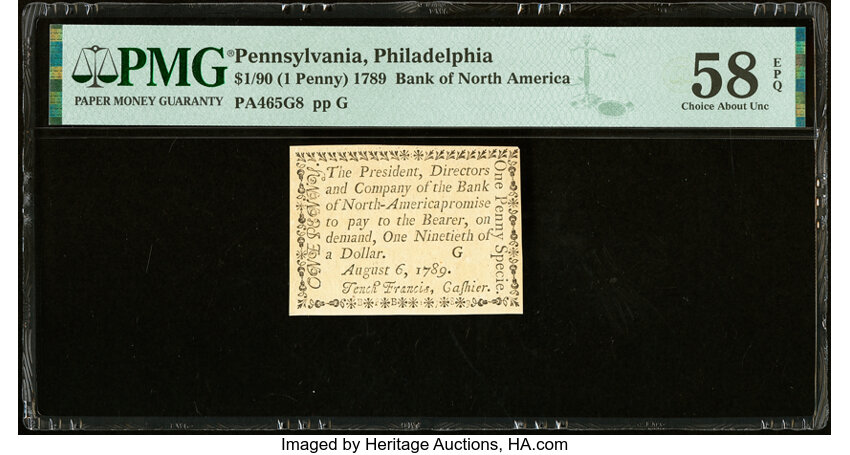 PMG®
PAPER MONEY GUARANTY
Pennsylvania, Philadelphia
$1/90 (1 Penny) 1789 Bank of North America
PA465G8 pp G
58
EPQ
Choice About Unc
ONE PENNY.
The President, Directors
and Company of the Bank
of North-Americapromise
to pay to the Bearer, on
demand, One Ninetieth of
a Dollar. G
August 6, 1789.
Tench Francis, Caſhier.
One Penny Specie.
Imaged by Heritage Auctions, HA.com